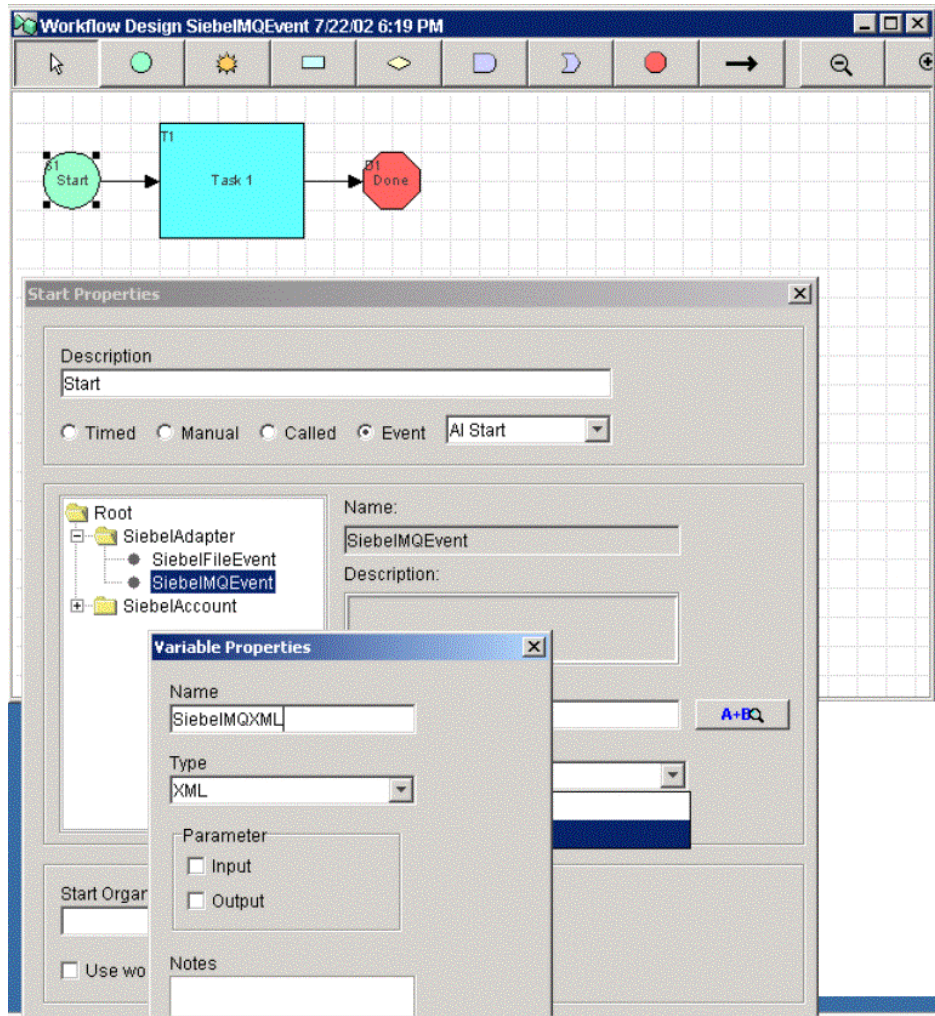 Workflow Design SiebelMQEvent 7/22/02 6:19 PM
T1
S1
Start
Task 1
D1
Done
Start Properties
Description
Start
Timed Manual Called Event AI Start
Root
SiebelAdapter
SiebelFileEvent
SiebelMQEvent
SiebelAccount
Name:
SiebelMQEvent
Description:
Variable Properties
Name
SiebelMQXML
A+B
Type
XML
Parameter
Input
Output
Start Organ
Use wo
Notes